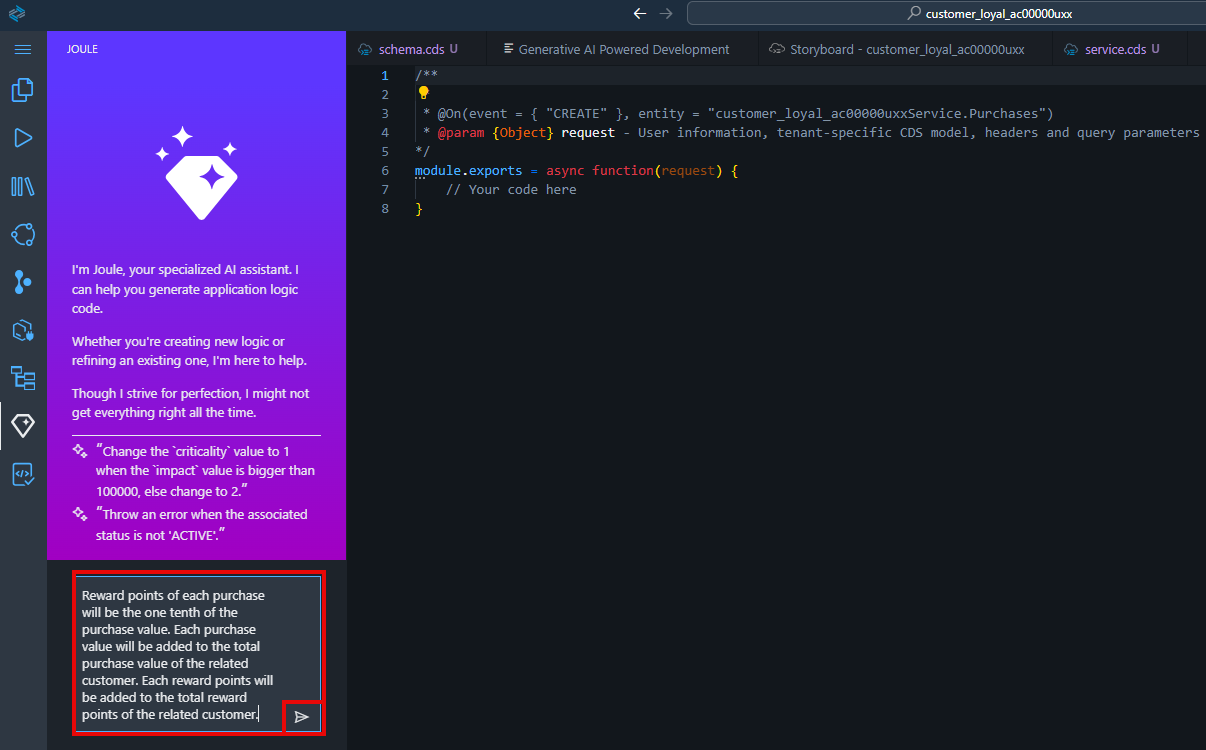 customer_loyal_ac00000uxx
JOULE
schema.cds U
Generative AI Powered Development
Storyboard - customer_loyal_ac00000uxx
service.cds U
I'm Joule, your specialized AI assistant. I
can help you generate application logic
code.
Whether you're creating new logic or
refining an existing one, I'm here to help.
Though I strive for perfection, I might not
get everything right all the time.
"Change the `criticality` value to 1
when the `impact` value is bigger than
100000, else change to 2."
"Throw an error when the associated
status is not 'ACTIVE'."
Reward points of each purchase
will be the one tenth of the
purchase value. Each purchase
value will be added to the total
purchase value of the related
customer. Each reward points will
be added to the total reward
points of the related customer.
1 /**
2
3 * @On(event = { "CREATE" }, entity = "customer_loyal_ac00000uxxService.Purchases")
4 * @param {Object} request - User information, tenant-specific CDS model, headers and query parameters
5 */
6 module.exports = async function(request) {
7 // Your code here
8 }